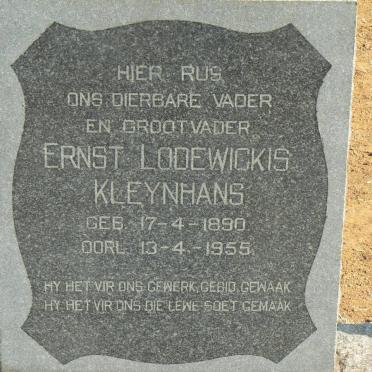 HIER RUS
ONS DIERBARE VADER
EN GROOTVADER
ERNST LODEWICKIS
KLEYNHANS
GEB. 17-4-1890
OORL. 13-4-1955
HY HET VIR ONS GEWERK, GEBID, GEWAAK
HY HET VIR ONS DIE LEWE SOET GEMAAK